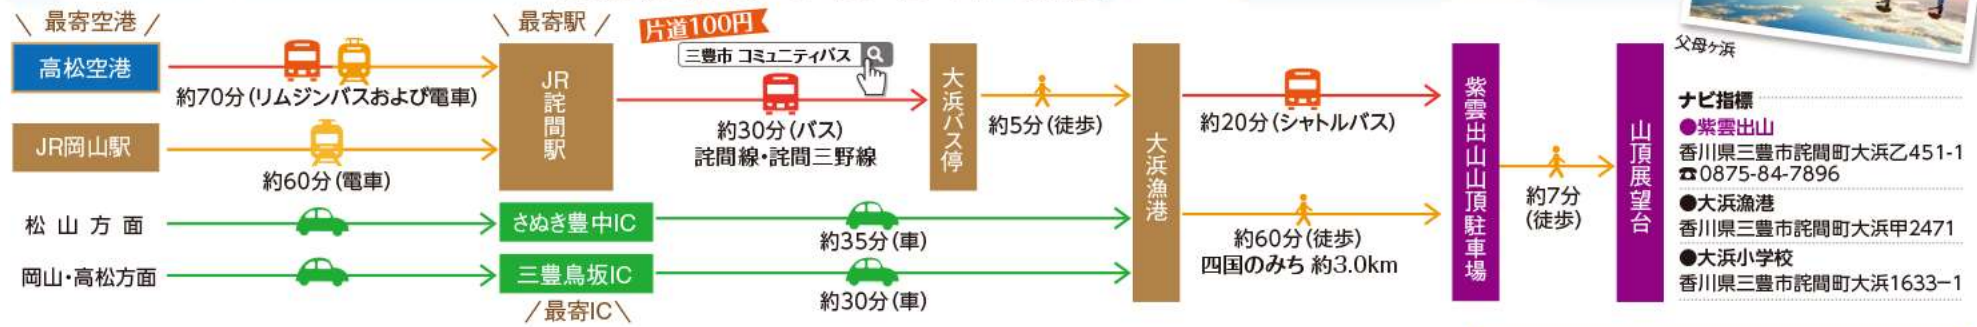 \ 最寄空港 /
高松空港
約70分(リムジンバスおよび電車)
JR岡山駅
約60分(電車)
松山方面
岡山・高松方面
\ 最寄駅 /
JR詫間駅
さぬき豊中IC
三豊鳥坂IC
/最寄IC\
片道100円
三豊市 コミュニティバス
約30分(バス)
詫間線・詫間三野線
大浜バス停
約5分(徒歩)
約35分(車)
約30分(車)
大浜漁港
約20分(シャトルバス)
約60分(徒歩)
四国のみち 約3.0km
紫雲出山山頂駐車場
約7分
(徒歩)
山頂展望台
父母ヶ浜
ナビ指標
●紫雲出山
香川県三豊市詫間町大浜乙451-1
☎0875-84-7896
●大浜漁港
香川県三豊市詫間町大浜甲2471
●大浜小学校
香川県三豊市詫間町大浜1633−1